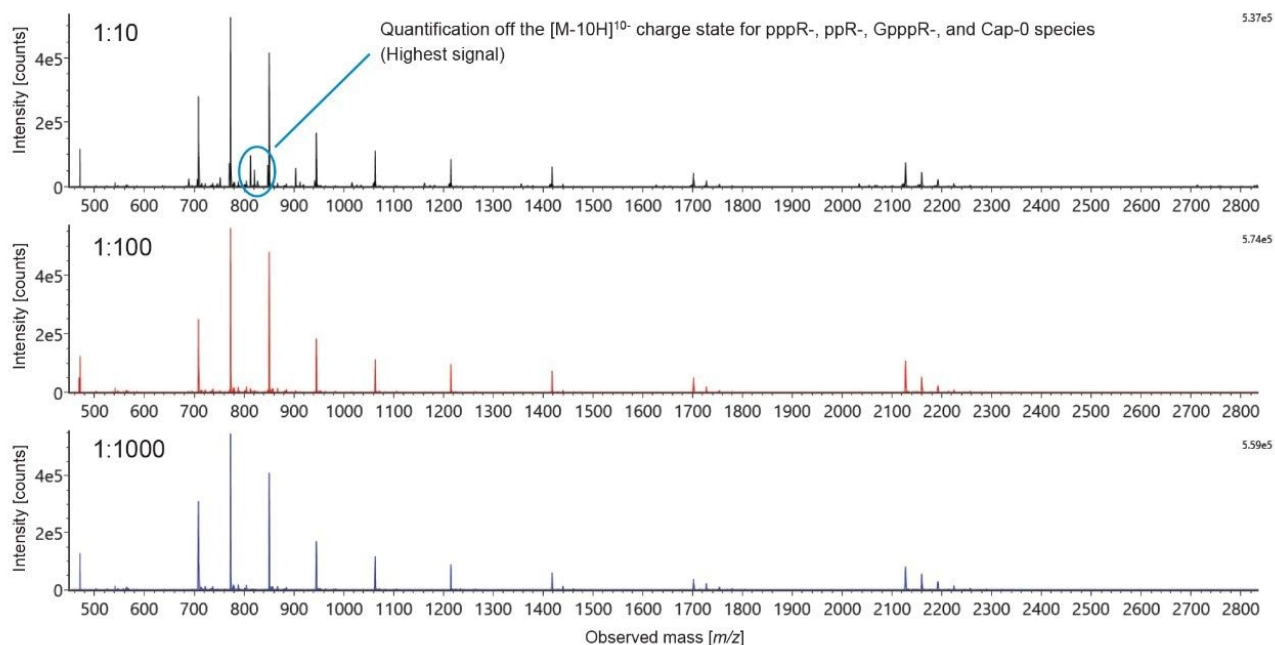 1:10
Quantification off the [M-10H]¹⁰⁻ charge state for pppR-, ppR-, GpppR-, and Cap-0 species
(Highest signal)
5.37e5
Intensity [counts]
4e5
2e5
0
500 600 700 800 900 1000 1100 1200 1300 1400 1500 1600 1700 1800 1900 2000 2100 2200 2300 2400 2500 2600 2700 2800
1:100
5.74e5
Intensity [counts]
4e5
2e5
0
500 600 700 800 900 1000 1100 1200 1300 1400 1500 1600 1700 1800 1900 2000 2100 2200 2300 2400 2500 2600 2700 2800
1:1000
5.59e5
Intensity [counts]
4e5
2e5
0
500 600 700 800 900 1000 1100 1200 1300 1400 1500 1600 1700 1800 1900 2000 2100 2200 2300 2400 2500 2600 2700 2800
Observed mass [m/z]